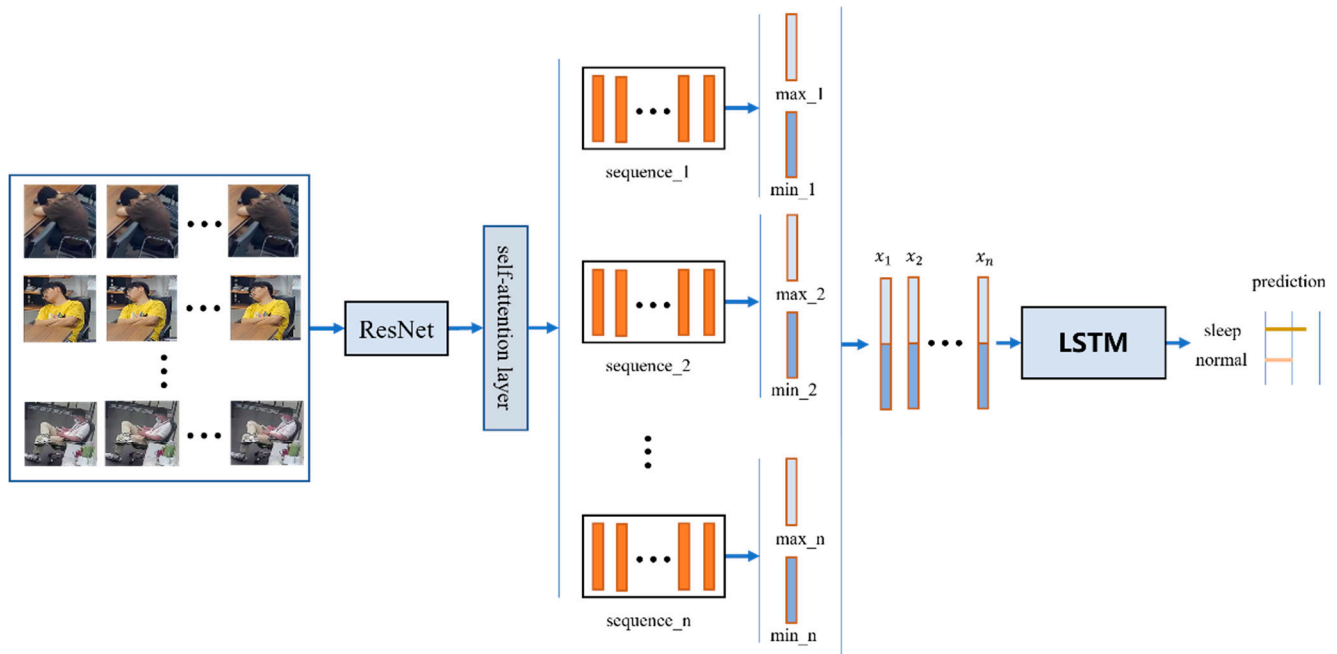 ResNet
self-attention layer
sequence_1
max_1
min_1
sequence_2
max_2
min_2
sequence_n
max_n
min_n
x₁ x₂ xₙ
LSTM
prediction
sleep
normal